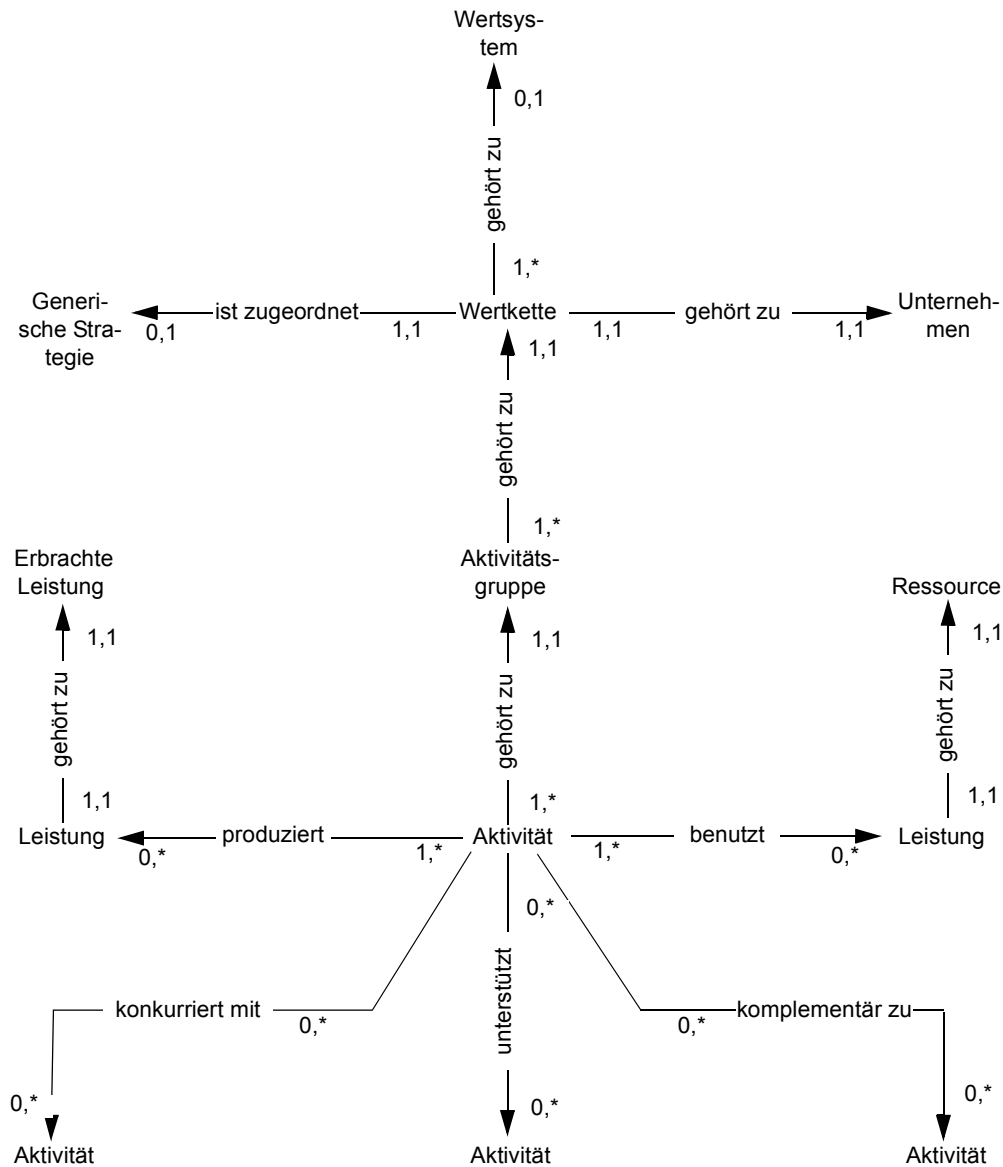 Wertsys-
tem
0,1
gehört zu
1,*
Generi-
sche Stra-
tegie
0,1
ist zugeordnet
1,1
Wertkette
1,1
gehört zu
1,1
Unterneh-
men
1,1
gehört zu
1,*
Erbrachte
Leistung
Aktivitäts-
gruppe
Ressource
1,1
1,1
1,1
gehört zu
gehört zu
gehört zu
1,1
1,*
1,1
Leistung
0,*
produziert
1,*
Aktivität
1,*
benutzt
0,*
Leistung
0,*
konkurriert mit
0,*
unterstützt
0,*
komplementär zu
0,*
0,*
0,*
Aktivität
Aktivität
Aktivität